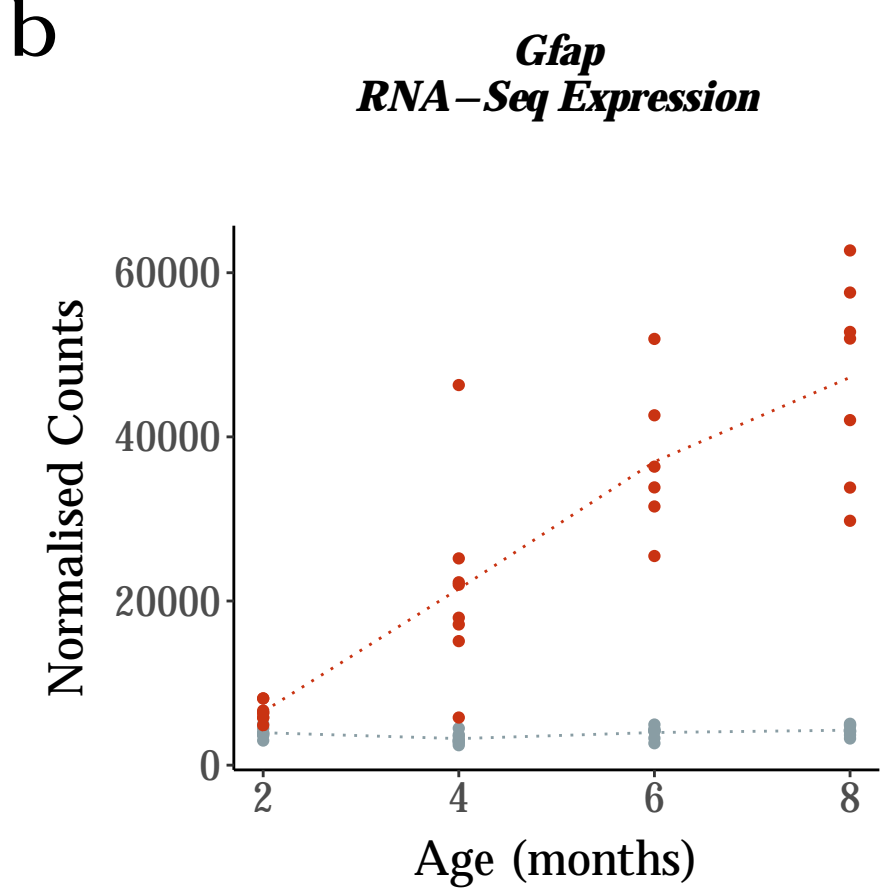 b
Gfap
RNA–Seq Expression
Normalised Counts
60000
40000
20000
0
2 4 6 8
Age (months)